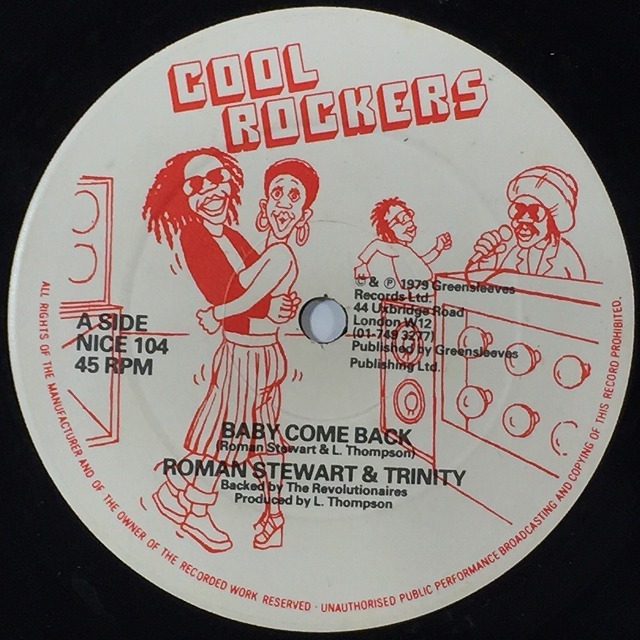 COOL
ROCKERS
© & ℗ 1979 Greensleeves
Records Ltd.
44 Uxbridge Road
London W12
(01-749 3277)
Published by Greensleeves
Publishing Ltd.
A SIDE
NICE 104
45 RPM
BABY COME BACK
(Roman Stewart & L. Thompson)
ROMAN STEWART & TRINITY
Backed by The Revolutionaires
Produced by L. Thompson
ALL RIGHTS OF THE MANUFACTURER AND OF THE OWNER OF THE RECORDED WORK RESERVED · UNAUTHORISED PUBLIC PERFORMANCE BROADCASTING AND COPYING OF THIS RECORD PROHIBITED.